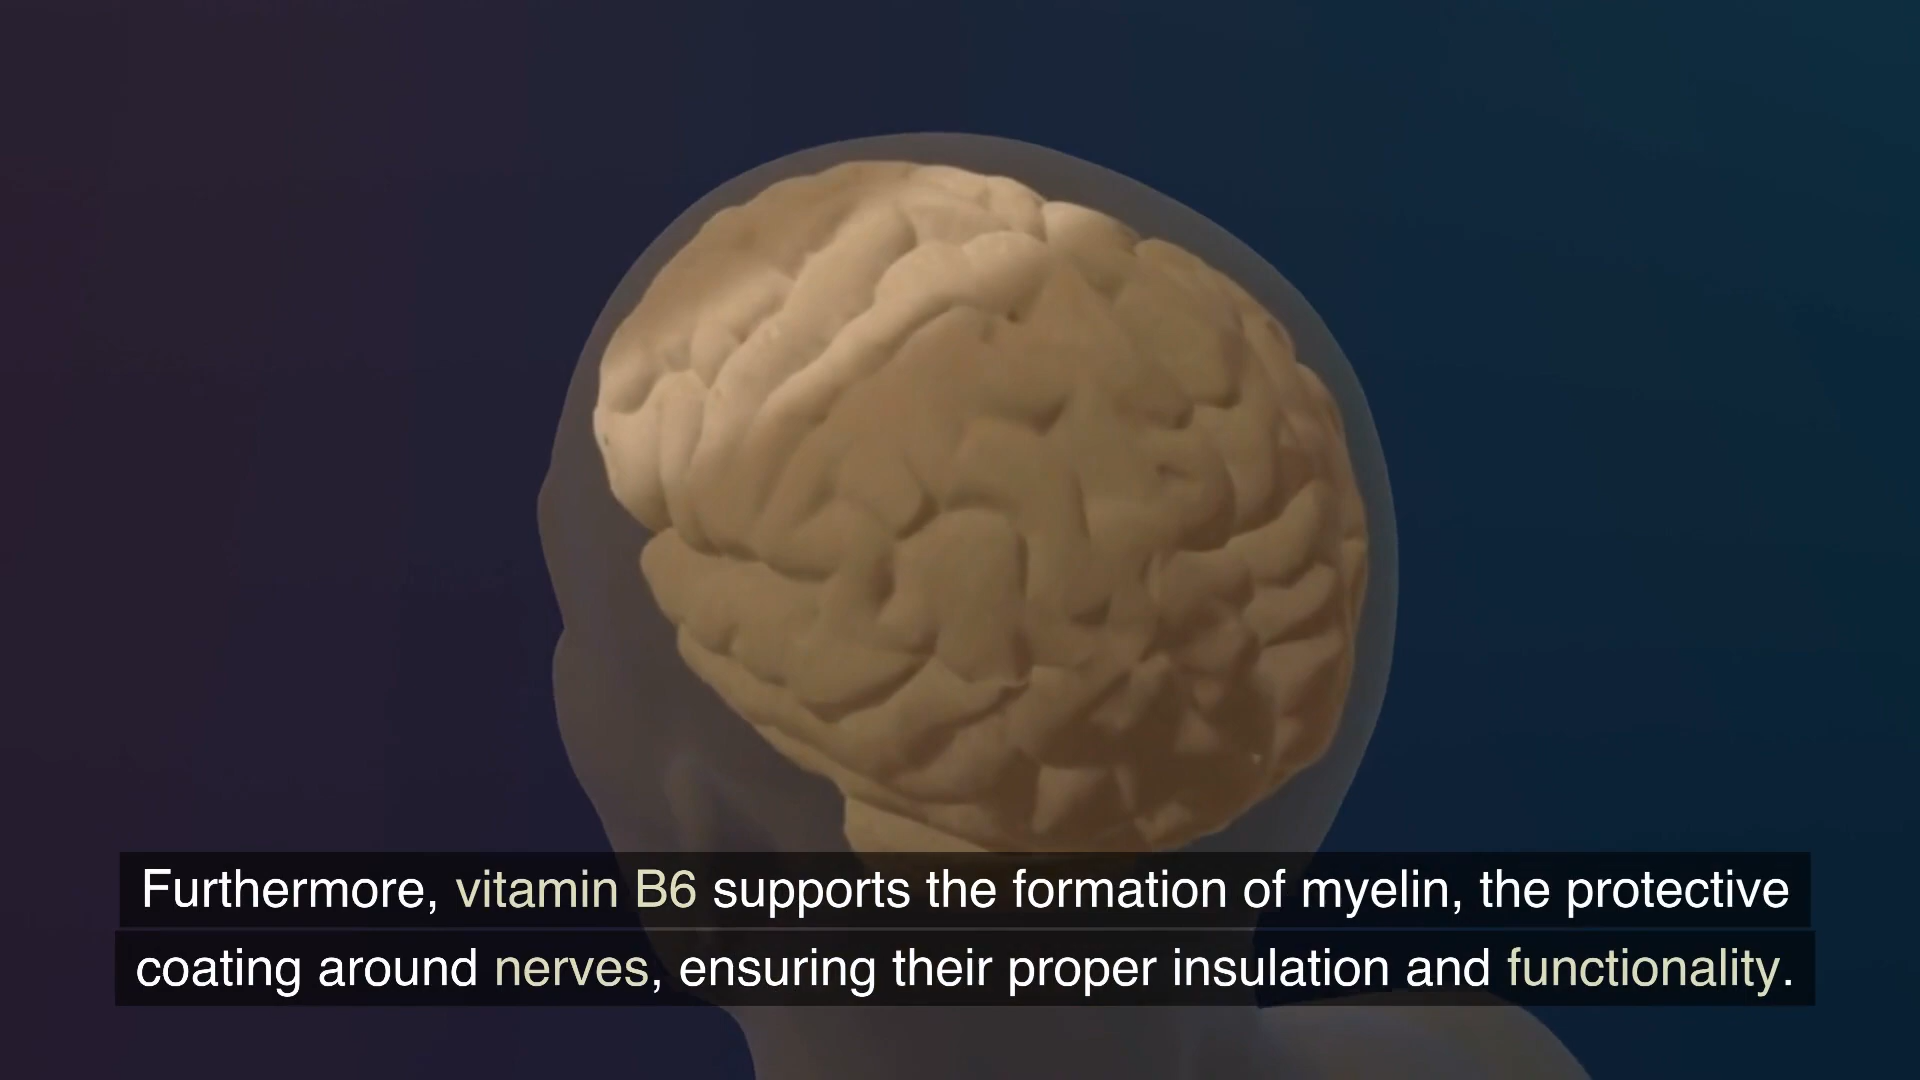 Furthermore, vitamin B6 supports the formation of myelin, the protective
coating around nerves, ensuring their proper insulation and functionality.